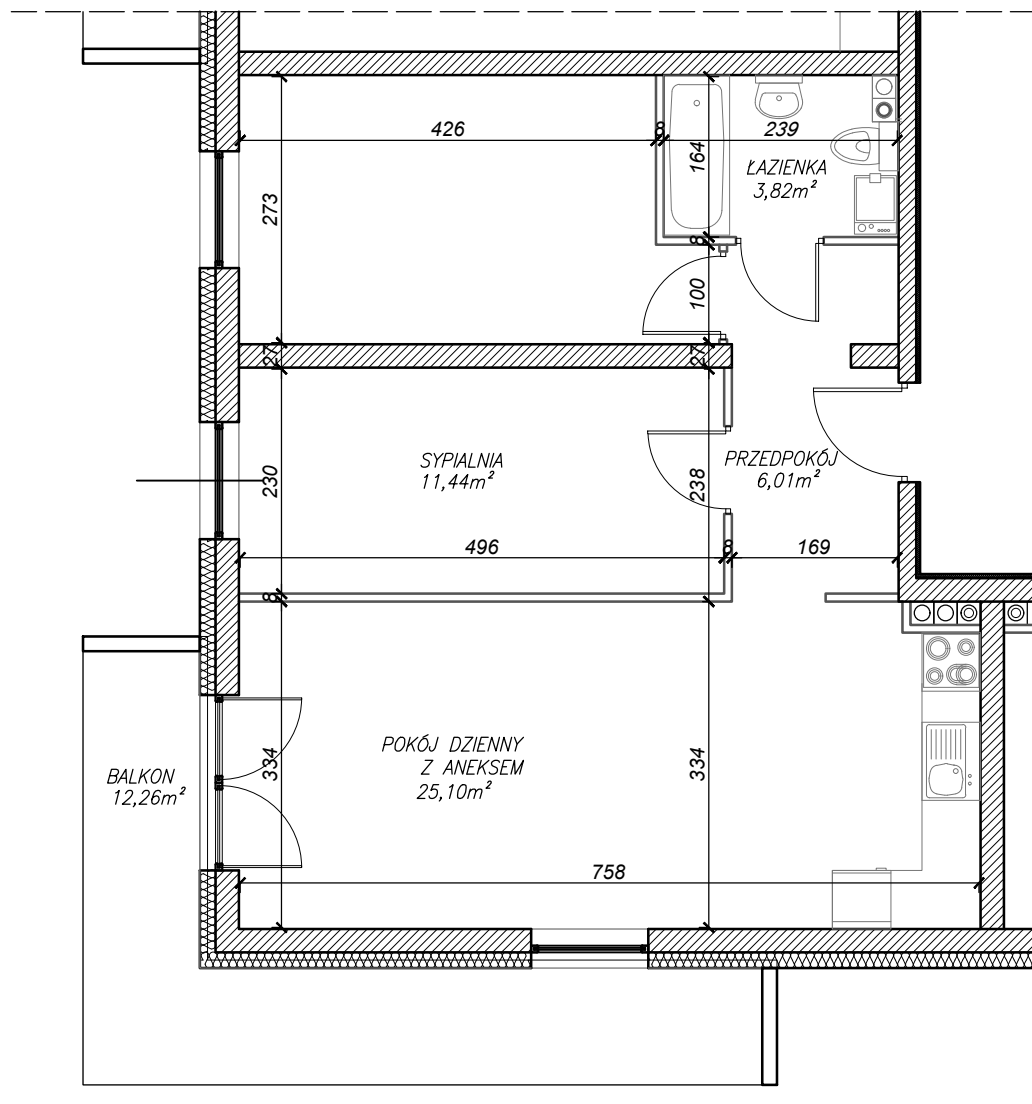 426
8
239
164
ŁAZIENKA
3,82m²
273
8
100
27
27
SYPIALNIA
11,44m²
PRZEDPOKÓJ
6,01m²
230
238
496
8
169
8
POKÓJ DZIENNY
Z ANEKSEM
25,10m²
334
334
BALKON
12,26m²
758